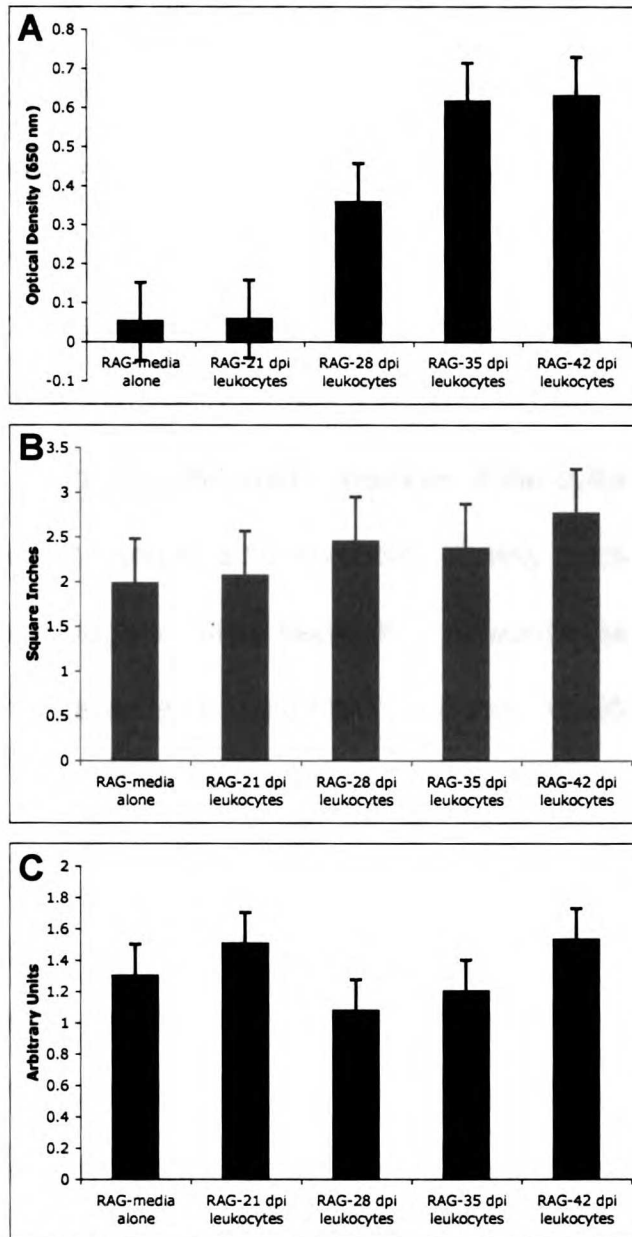 A
Optical Density (650 nm)
0.8
0.7
0.6
0.5
0.4
0.3
0.2
0.1
0
-0.1
RAG-media alone
RAG-21 dpi leukocytes
RAG-28 dpi leukocytes
RAG-35 dpi leukocytes
RAG-42 dpi leukocytes
B
Square Inches
3.5
3
2.5
2
1.5
1
0.5
0
RAG-media alone
RAG-21 dpi leukocytes
RAG-28 dpi leukocytes
RAG-35 dpi leukocytes
RAG-42 dpi leukocytes
C
Arbitrary Units
2
1.8
1.6
1.4
1.2
1
0.8
0.6
0.4
0.2
0
RAG-media alone
RAG-21 dpi leukocytes
RAG-28 dpi leukocytes
RAG-35 dpi leukocytes
RAG-42 dpi leukocytes